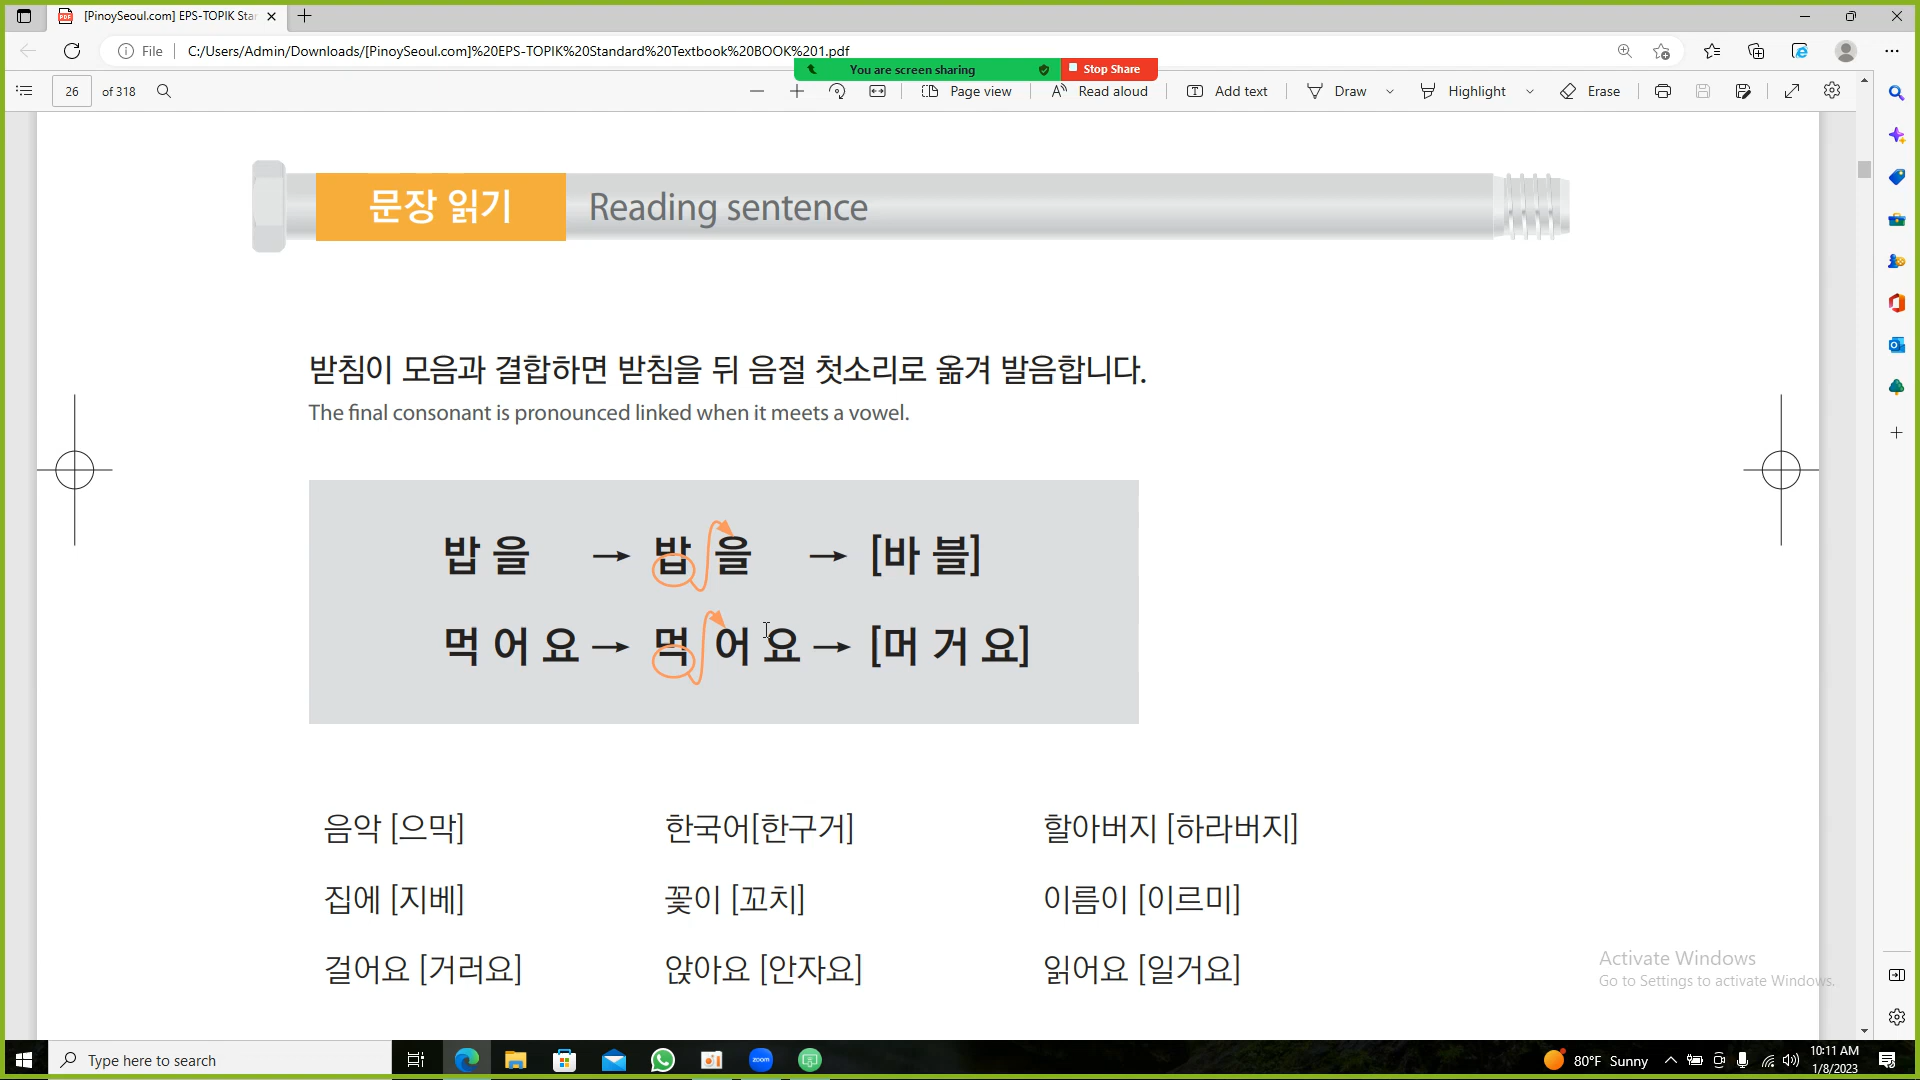 [PinoySeoul.com] EPS-TOPIK Sta
File
C:/Users/Admin/Downloads/[PinoySeoul.com]%20EPS-TOPIK%20Standard%20Textbook%20BOOK%201.pdf
You are screen sharing
Stop Share
26 of 318
Page view
Read aloud
Add text
Draw
Highlight
Erase
문장 읽기 Reading sentence
받침이 모음과 결합하면 받침을 뒤 음절 첫소리로 옮겨 발음합니다.
The final consonant is pronounced linked when it meets a vowel.
밥 을 → 밥 을 → [바 블]
먹 어 요 → 먹 어 요 → [머 거 요]
음악 [으막] 한국어[한구거] 할아버지 [하라버지]
집에 [지베] 꽃이 [꼬치] 이름이 [이르미]
걸어요 [거러요] 앉아요 [안자요] 읽어요 [일거요]
Activate Windows
Go to Settings to activate Windows.
Type here to search
zoom
80°F Sunny
10:11 AM
1/8/2023